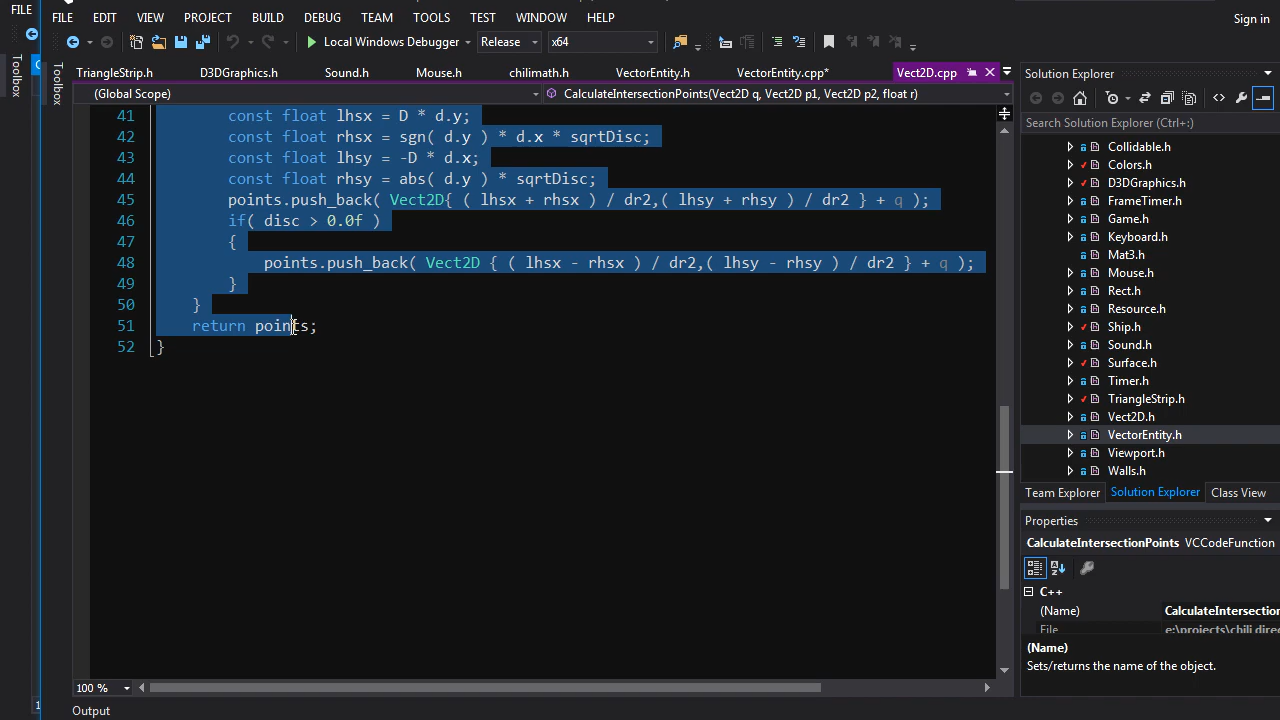 FILE
FILE EDIT VIEW PROJECT BUILD DEBUG TEAM TOOLS TEST WINDOW HELP
Sign in
Local Windows Debugger Release x64
Toolbox
Toolbox
TriangleStrip.h D3DGraphics.h Sound.h Mouse.h chilimath.h VectorEntity.h VectorEntity.cpp* Vect2D.cpp
(Global Scope) CalculateIntersectionPoints(Vect2D q, Vect2D p1, Vect2D p2, float r)
41 const float lhsx = D * d.y;
42 const float rhsx = sgn( d.y ) * d.x * sqrtDisc;
43 const float lhsy = -D * d.x;
44 const float rhsy = abs( d.y ) * sqrtDisc;
45 points.push_back( Vect2D{ ( lhsx + rhsx ) / dr2,( lhsy + rhsy ) / dr2 } + q );
46 if( disc > 0.0f )
47 {
48 points.push_back( Vect2D { ( lhsx - rhsx ) / dr2,( lhsy - rhsy ) / dr2 } + q );
49 }
50 }
51 return points;
52 }
100 %
Output
1
Solution Explorer
Search Solution Explorer (Ctrl+;)
Collidable.h
Colors.h
D3DGraphics.h
FrameTimer.h
Game.h
Keyboard.h
Mat3.h
Mouse.h
Rect.h
Resource.h
Ship.h
Sound.h
Surface.h
Timer.h
TriangleStrip.h
Vect2D.h
VectorEntity.h
Viewport.h
Walls.h
Team Explorer Solution Explorer Class View
Properties
CalculateIntersectionPoints VCCodeFunction
C++
(Name) CalculateIntersection
File e:\projects\chili direc
(Name)
Sets/returns the name of the object.